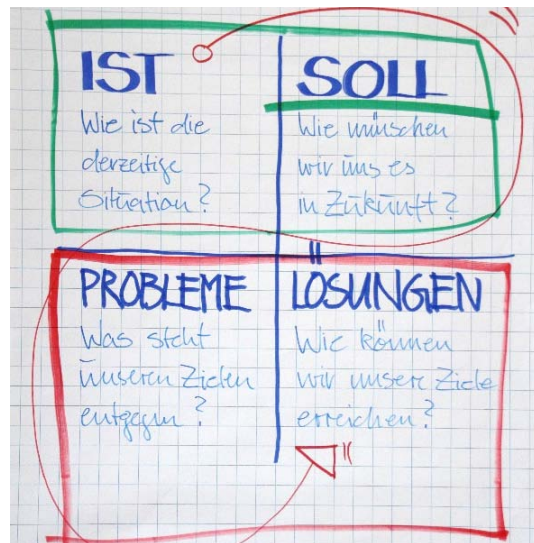 IST
Wie ist die
derzeitige
Situation?
SOLL
Wie wünschen
wir uns es
in Zukunft?
PROBLEME
Was steht
unseren Zielen
entgegen?
LÖSUNGEN
Wie können
wir unsere Ziele
erreichen?